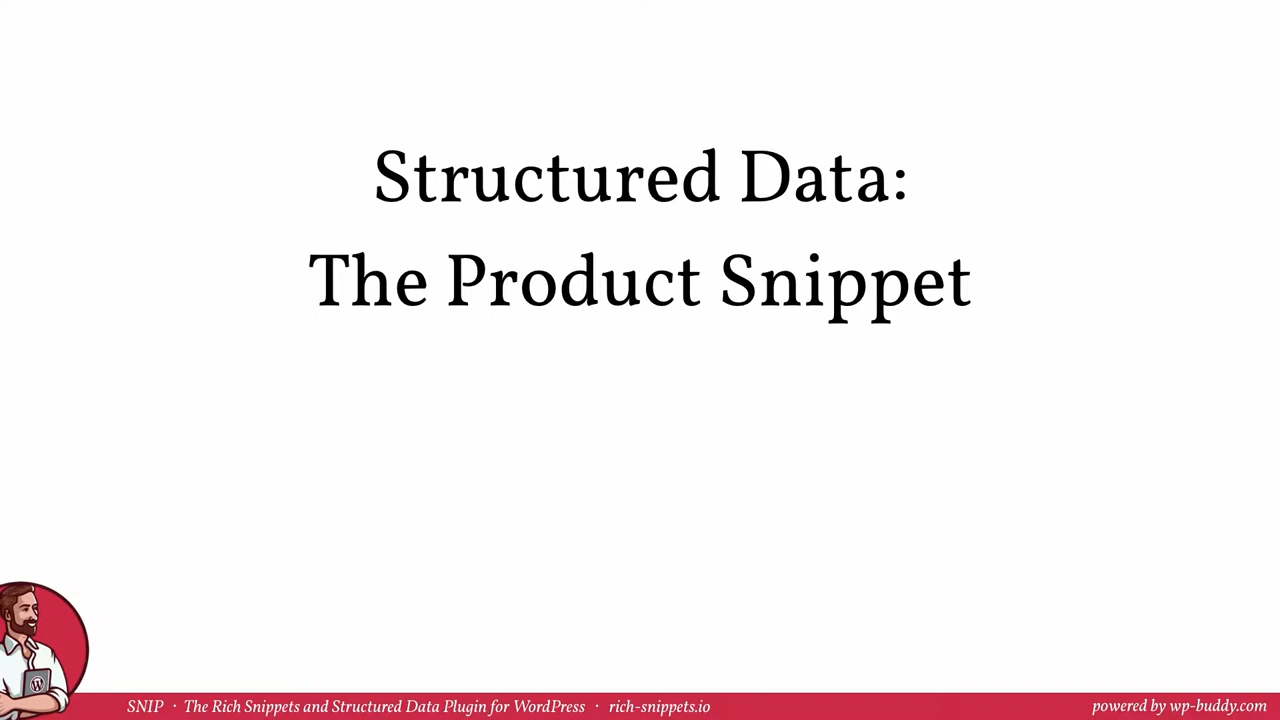 Structured Data:
The Product Snippet
SNIP · The Rich Snippets and Structured Data Plugin for WordPress · rich-snippets.io
powered by wp-buddy.com